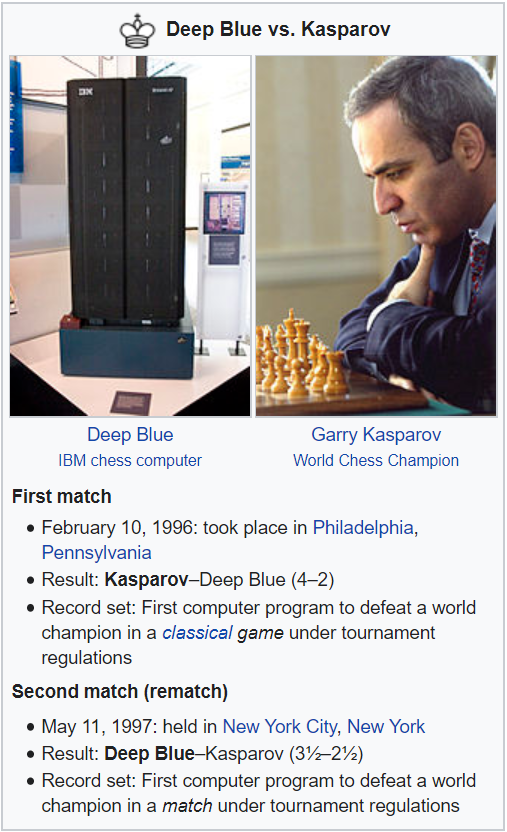 Deep Blue vs. Kasparov
IBM
Deep Blue
IBM chess computer
Garry Kasparov
World Chess Champion
First match
• February 10, 1996: took place in Philadelphia,
Pennsylvania
• Result: Kasparov–Deep Blue (4–2)
• Record set: First computer program to defeat a world
champion in a classical game under tournament
regulations
Second match (rematch)
• May 11, 1997: held in New York City, New York
• Result: Deep Blue–Kasparov (3½–2½)
• Record set: First computer program to defeat a world
champion in a match under tournament regulations